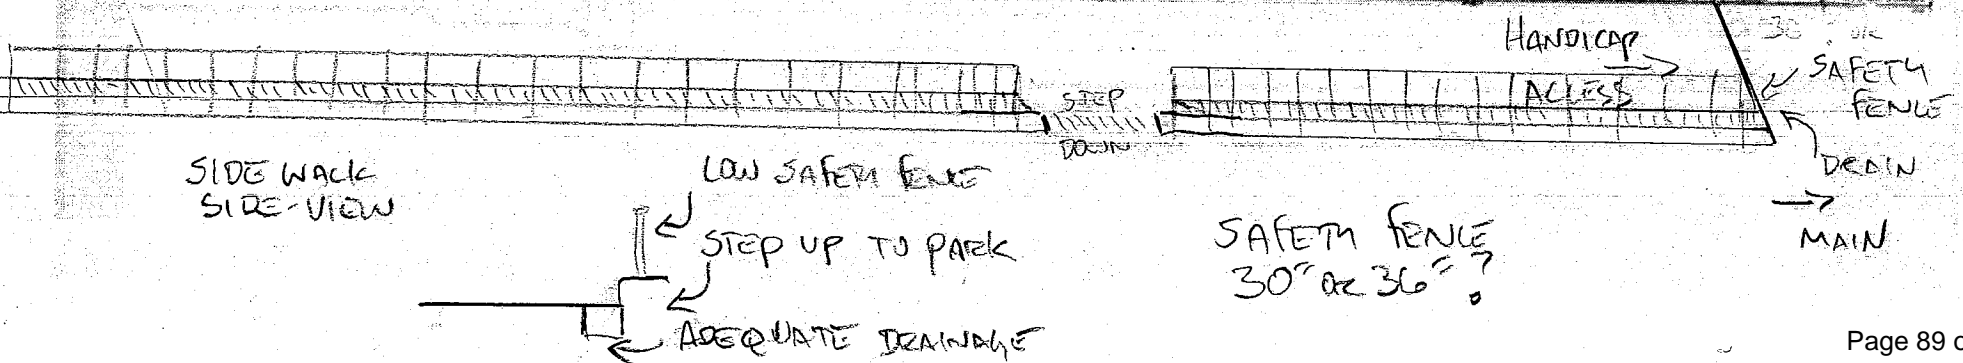 HANDICAP
ACCESS
30
SAFETY
FENCE
STEP
DOWN
DRAIN
MAIN
SIDE WALK
SIDE-VIEW
LOW SAFETY FENCE
STEP UP TO PARK
ADEQUATE DRAINAGE
SAFETY FENCE
30" OR 36"?
Page 89 o